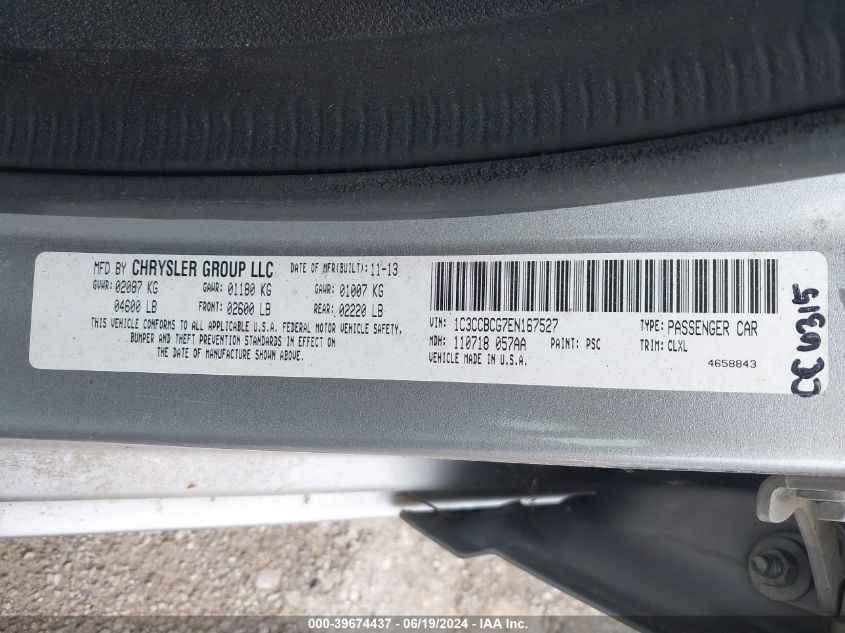 MFD BY CHRYSLER GROUP LLC DATE OF MFR(BUILT): 11-13
GVWR: 02087 KG GAWR: 01180 KG GAWR: 01007 KG
04600 LB FRONT: 02600 LB REAR: 02220 LB
THIS VEHICLE CONFORMS TO ALL APPLICABLE U.S.A. FEDERAL MOTOR VEHICLE SAFETY,
BUMPER AND THEFT PREVENTION STANDARDS IN EFFECT ON
THE DATE OF MANUFACTURE SHOWN ABOVE.
VIN: 1C3CCBCG7EN167527 TYPE: PASSENGER CAR
MDH: 110718 057AA PAINT: PSC TRIM: CLXL
VEHICLE MADE IN U.S.A. 4658843
CC 6315
000-39674437 - 06/19/2024 - IAA Inc.